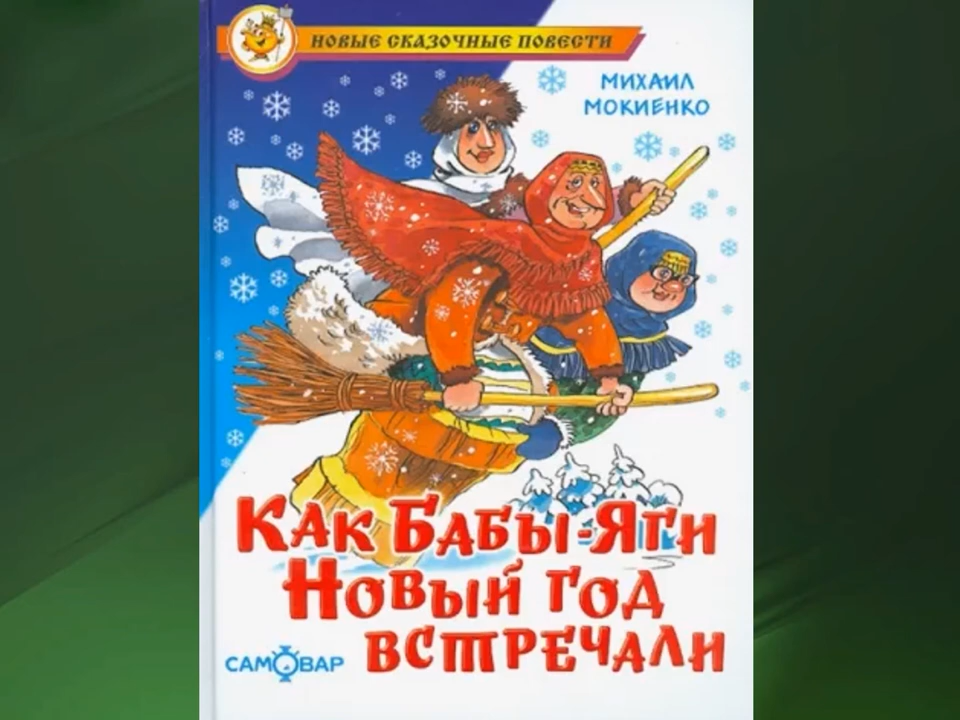 НОВЫЕ СКАЗОЧНЫЕ ПОВЕСТИ
МИХАИЛ
МОКИЕНКО
КАК БАБЫ-ЯГИ
НОВЫЙ ГОД
ВСТРЕЧАЛИ
САМОВАР